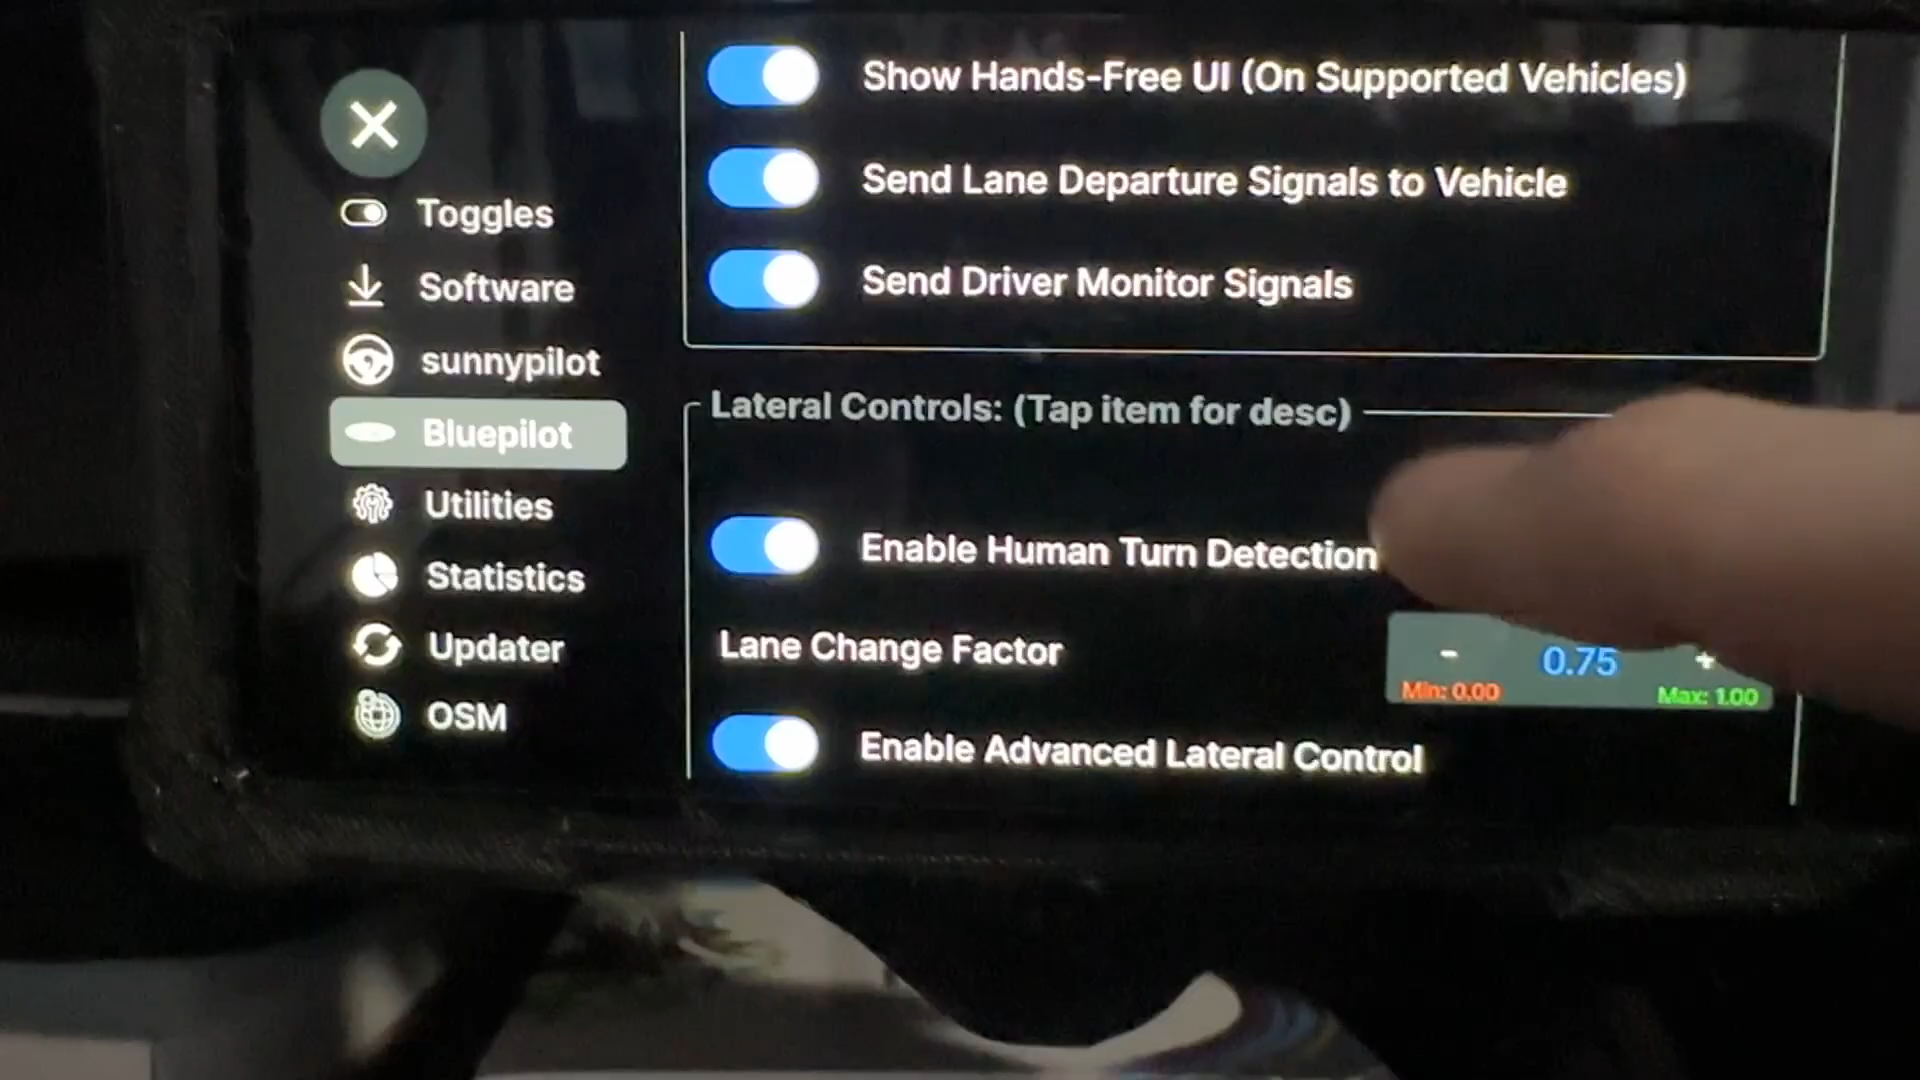 Toggles
Software
sunnypilot
Bluepilot
Utilities
Statistics
Updater
OSM
Show Hands-Free UI (On Supported Vehicles)
Send Lane Departure Signals to Vehicle
Send Driver Monitor Signals
Lateral Controls: (Tap item for desc)
Enable Human Turn Detection
Lane Change Factor
- 0.75 +
Min: 0.00 Max: 1.00
Enable Advanced Lateral Control